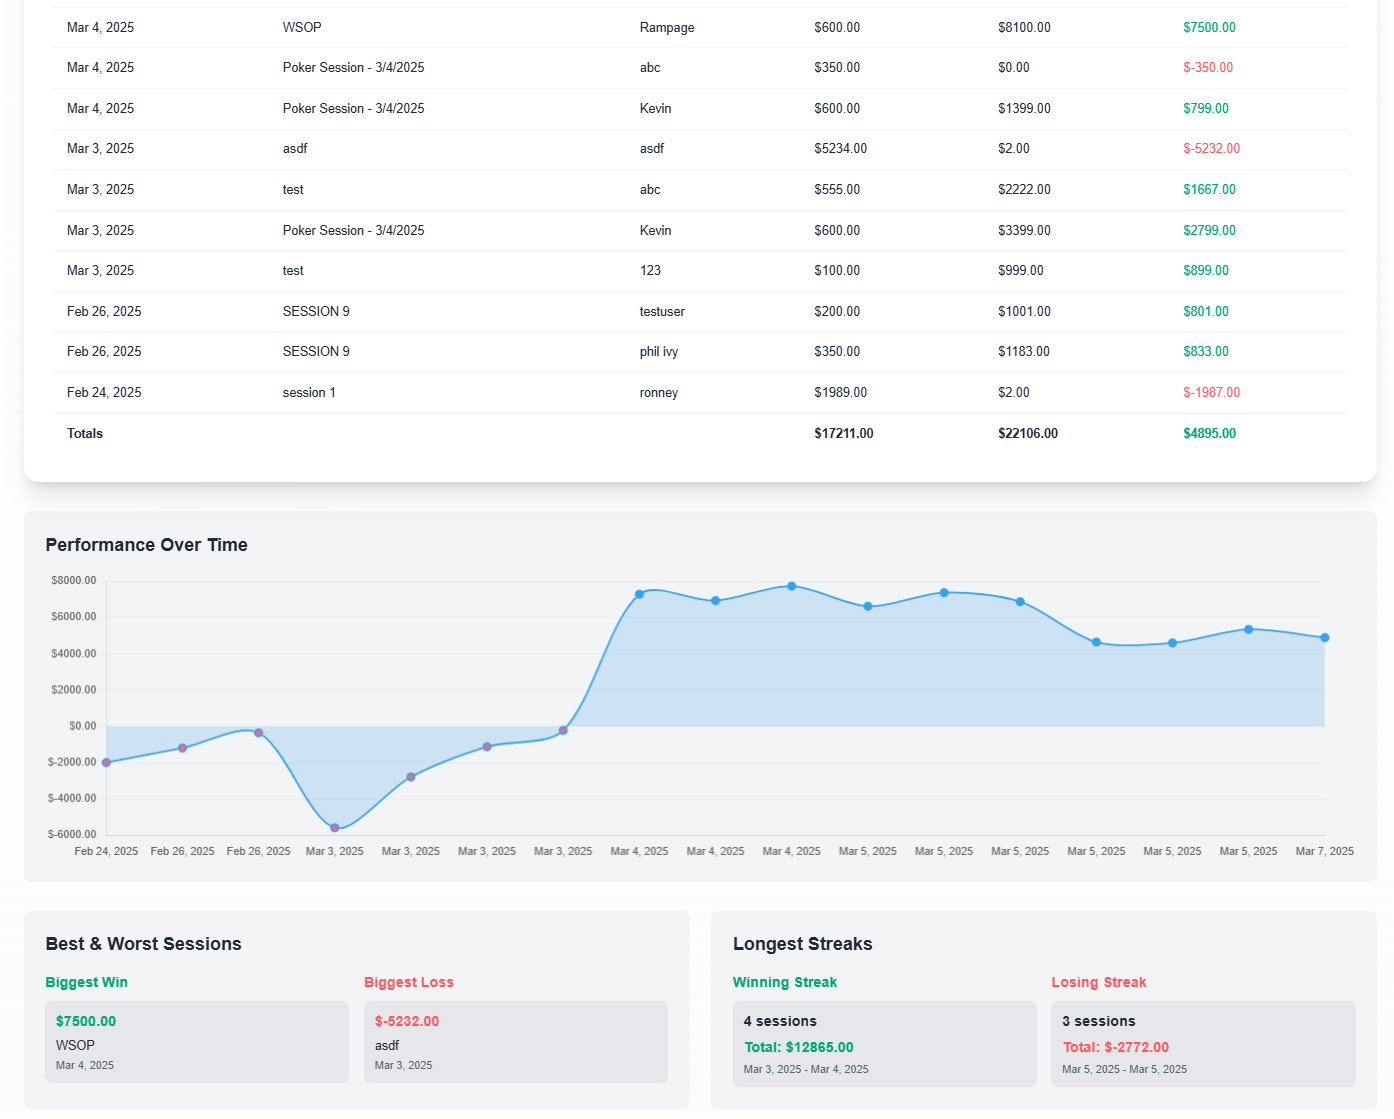 Mar 4, 2025 WSOP Rampage $600.00 $8100.00 $7500.00
Mar 4, 2025 Poker Session - 3/4/2025 abc $350.00 $0.00 $-350.00
Mar 4, 2025 Poker Session - 3/4/2025 Kevin $600.00 $1399.00 $799.00
Mar 3, 2025 asdf asdf $5234.00 $2.00 $-5232.00
Mar 3, 2025 test abc $555.00 $2222.00 $1667.00
Mar 3, 2025 Poker Session - 3/4/2025 Kevin $600.00 $3399.00 $2799.00
Mar 3, 2025 test 123 $100.00 $999.00 $899.00
Feb 26, 2025 SESSION 9 testuser $200.00 $1001.00 $801.00
Feb 26, 2025 SESSION 9 phil ivy $350.00 $1183.00 $833.00
Feb 24, 2025 session 1 ronney $1989.00 $2.00 $-1987.00
Totals $17211.00 $22106.00 $4895.00
Performance Over Time
$8000.00
$6000.00
$4000.00
$2000.00
$0.00
$-2000.00
$-4000.00
$-6000.00
Feb 24, 2025 Feb 26, 2025 Feb 26, 2025 Mar 3, 2025 Mar 3, 2025 Mar 3, 2025 Mar 3, 2025 Mar 4, 2025 Mar 4, 2025 Mar 4, 2025 Mar 5, 2025 Mar 5, 2025 Mar 5, 2025 Mar 5, 2025 Mar 5, 2025 Mar 5, 2025 Mar 7, 2025
Best & Worst Sessions
Biggest Win
$7500.00
WSOP
Mar 4, 2025
Biggest Loss
$-5232.00
asdf
Mar 3, 2025
Longest Streaks
Winning Streak
4 sessions
Total: $12865.00
Mar 3, 2025 - Mar 4, 2025
Losing Streak
3 sessions
Total: $-2772.00
Mar 5, 2025 - Mar 5, 2025